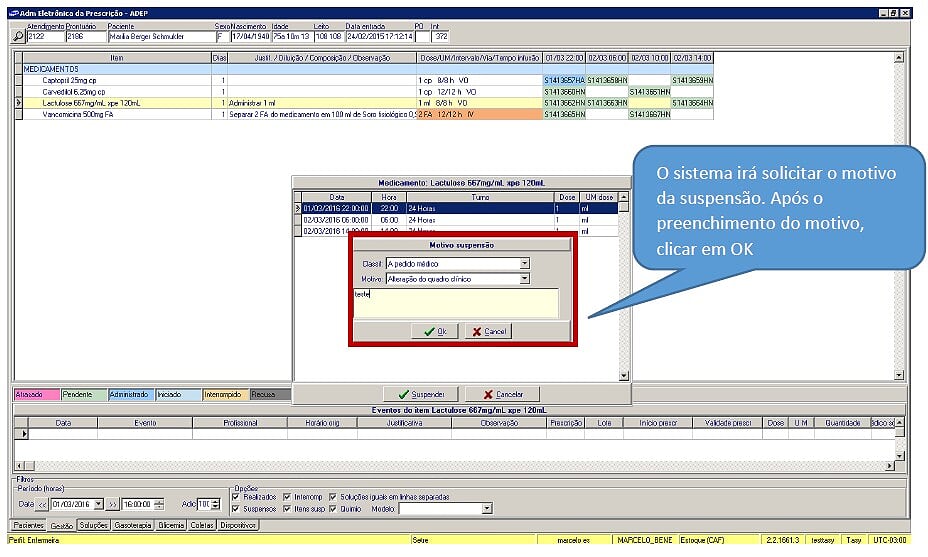 Adm Eletrônica da Prescrição - ADEP
Atendimento Prontuário Paciente Sexo Nascimento Idade Leito Data entrada PO Int
2122 2186 Marilia Berger Schmukler F 17/04/1940 75a 10m 13 108 108 24/02/2015 17:12:14 372
Item Dias Justif. / Diluição / Composição / Observação Dose/UM/Intervalo/Via/Tempo infusão 01/03 22:00 02/03 06:00 02/03 10:00 02/03 14:00
MEDICAMENTOS
Captopril 25mg cp 1 1 cp 8/8 h VO S1413657HA S1413658HN S1413659HN
Carvedilol 6,25mg cp 1 1 cp 12/12 h VO S1413660HN S1413661HN
Lactulose 667mg/mL xpe 120mL 1 Administrar 1 ml 1 ml 8/8 h VO S1413662HN S1413663HN S1413664HN
Vancomicina 500mg FA 1 Separar 2 FA do medicamento em 100 ml de Soro fisiológico 0,9 2 FA 12/12 h IV S1413665HN S1413667HN
O sistema irá solicitar o motivo
da suspensão. Após o
preenchimento do motivo,
clicar em OK
Medicamento: Lactulose 667mg/mL xpe 120mL
Data Hora Turno Dose UM dose
01/03/2016 22:00:00 22:00 24 Horas 1 ml
02/03/2016 06:00:00 06:00 24 Horas 1 ml
02/03/2016 14:00:00 14:00 24 Horas 1 ml
Motivo suspensão
Classif: A pedido médico
Motivo: Alteração do quadro clínico
teste
Ok Cancel
Suspender Cancelar
Atrasado Pendente Administrado Iniciado Interrompido Recusa
Eventos do item Lactulose 667mg/mL xpe 120mL
Data Evento Profissional Horário orig Justificativa Observação Prescrição Lote Início prescr Validade prescr Dose U M Quantidade
Filtros
Período (horas) Opções
Data << 01/03/2016 >> 16:00:00 Adic 100
Realizados Interromp Soluções iguais em linhas separadas
Suspensos Itens susp Quimio Modelo:
Pacientes Gestão Soluções Gasoterapia Glicemia Coletas Dispositivos
Perfil: Enfermeira Setre marcelo es MARCELO_BENE Estoque (CAF) 2.2.1661.3 testtasy Tasy UTC-03:00